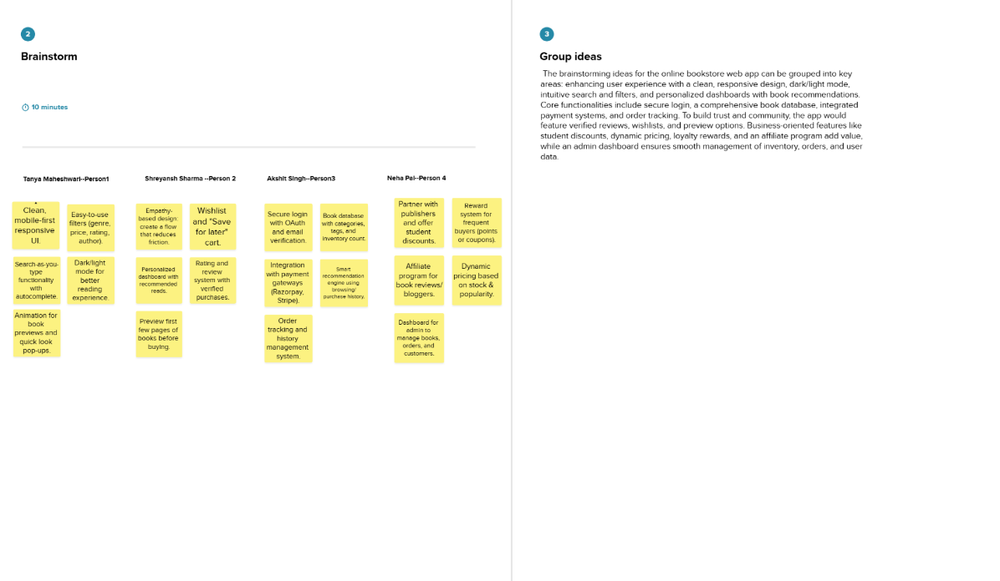 2
Brainstorm
10 minutes
Tanya Maheshwari--Person1
Clean,
mobile-first
responsive
UI.
Easy-to-use
filters (genre,
price, rating,
author).
Search-as-you-
type
functionality
with
autocomplete.
Dark/light
mode for
better
reading
experience.
Animation for
book
previews and
quick look
pop-ups.
Shreyansh Sharma --Person 2
Empathy-
based design:
create a flow
that reduces
friction.
Wishlist
and "Save
for later"
cart.
Personalized
dashboard with
recommended
reads.
Rating and
review
system with
verified
purchases.
Preview first
few pages of
books before
buying.
Akshit Singh--Person3
Secure login
with OAuth
and email
verification.
Book database
with categories,
tags, and
inventory count.
Integration
with payment
gateways
(Razorpay,
Stripe).
Smart
recommendation
engine using
browsing/
purchase history.
Order
tracking and
history
management
system.
Neha Pal--Person 4
Partner with
publishers
and offer
student
discounts.
Reward
system for
frequent
buyers (points
or coupons).
Affiliate
program for
book reviews/
bloggers.
Dynamic
pricing based
on stock &
popularity.
Dashboard for
admin to
manage books,
orders, and
customers.
3
Group ideas
The brainstorming ideas for the online bookstore web app can be grouped into key
areas: enhancing user experience with a clean, responsive design, dark/light mode,
intuitive search and filters, and personalized dashboards with book recommendations.
Core functionalities include secure login, a comprehensive book database, integrated
payment systems, and order tracking. To build trust and community, the app would
feature verified reviews, wishlists, and preview options. Business-oriented features like
student discounts, dynamic pricing, loyalty rewards, and an affiliate program add value,
while an admin dashboard ensures smooth management of inventory, orders, and user
data.